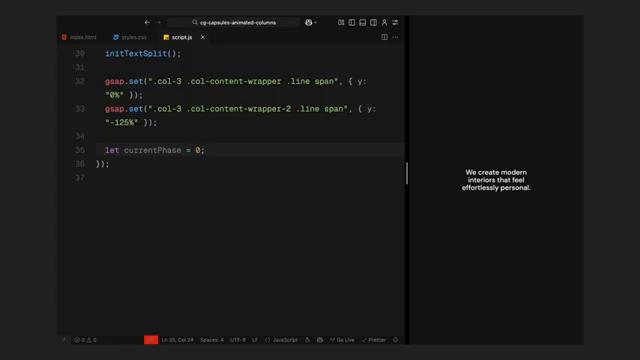 cg-capsules-animated-columns
index.html styles.css script.js
30 initTextSplit();
31
32 gsap.set(".col-3 .col-content-wrapper .line span", { y:
"0%" });
33 gsap.set(".col-3 .col-content-wrapper-2 .line span", { y:
"-125%" });
34
35 let currentPhase = 0;
36 });
37
We create modern
interiors that feel
effortlessly personal.
0 0 Ln 35, Col 24 Spaces: 4 UTF-8 LF {} JavaScript Go Live Prettier